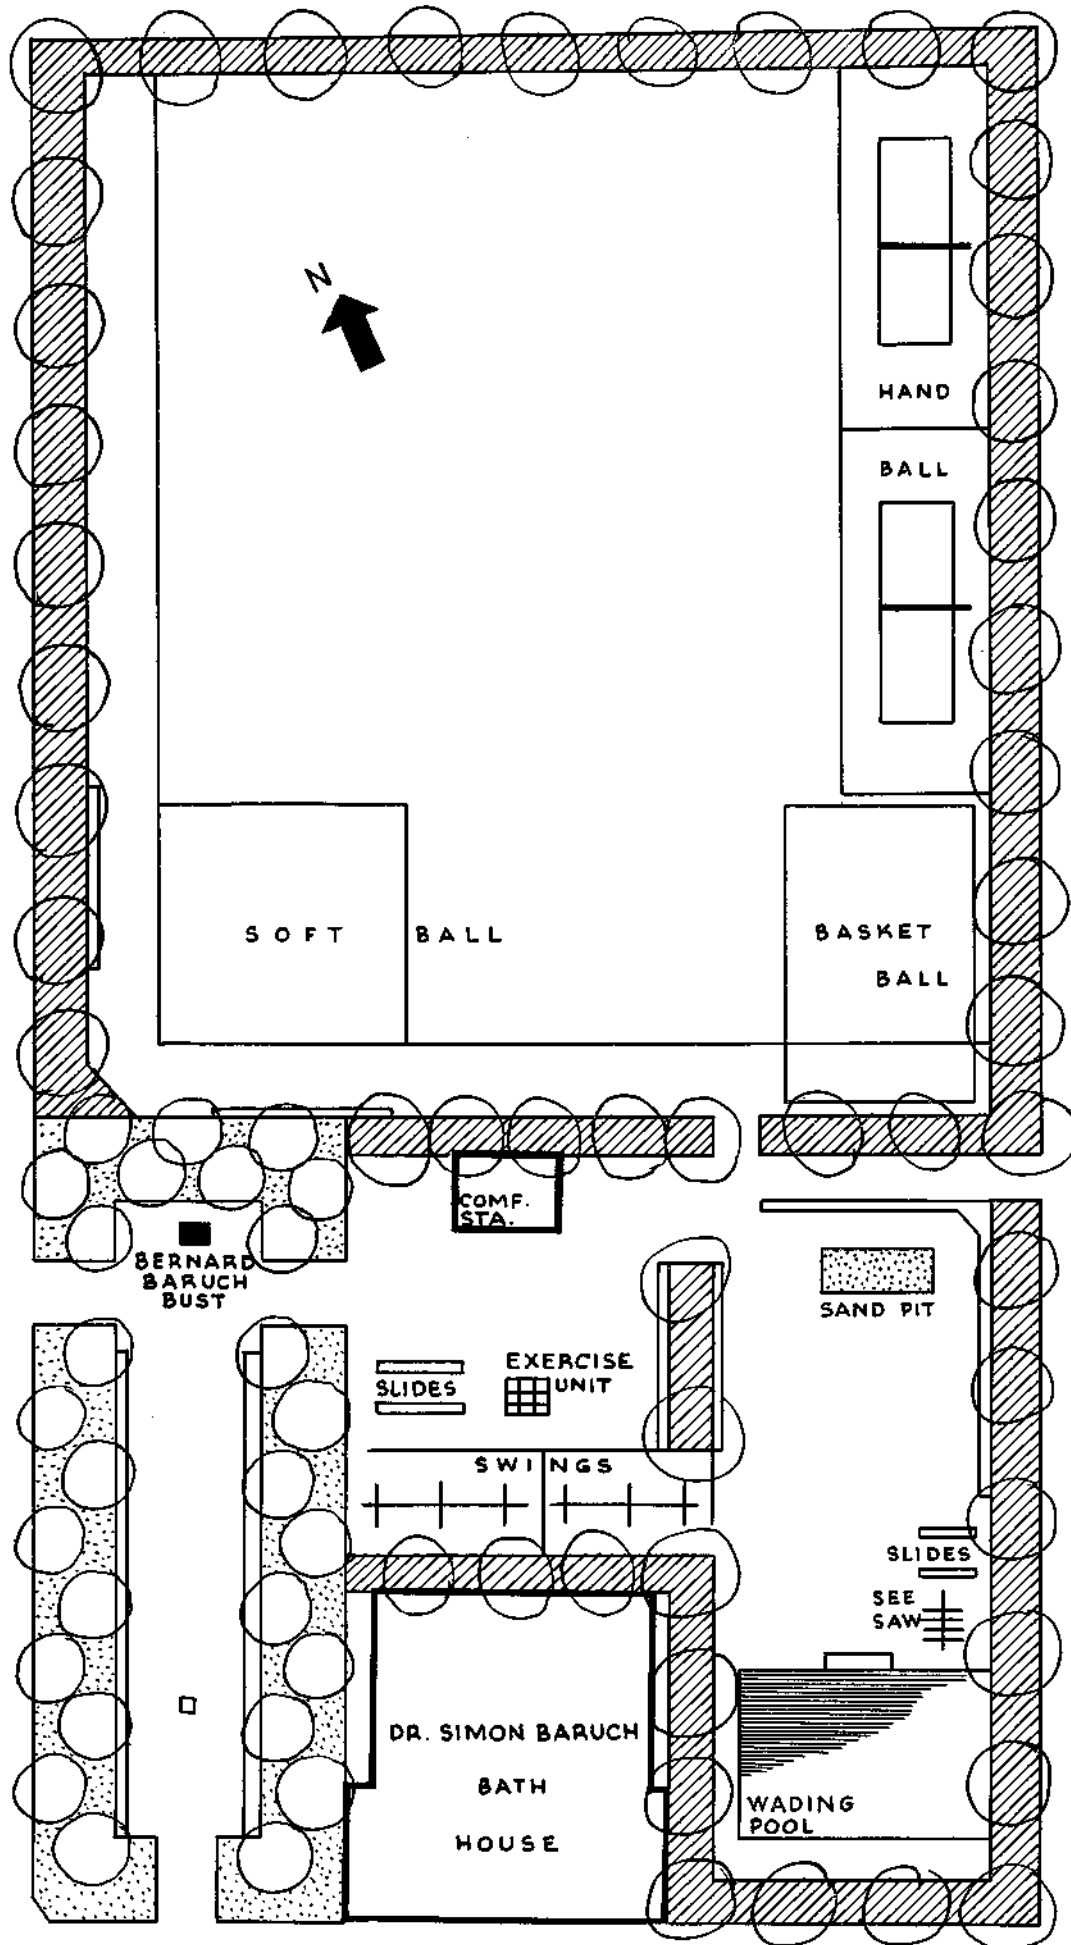 N
HAND
BALL
SOFT BALL
BASKET
BALL
COMF.
STA.
BERNARD
BARUCH
BUST
SAND PIT
EXERCISE
UNIT
SLIDES
SWINGS
SLIDES
SEE
SAW
DR. SIMON BARUCH
BATH
HOUSE
WADING
POOL